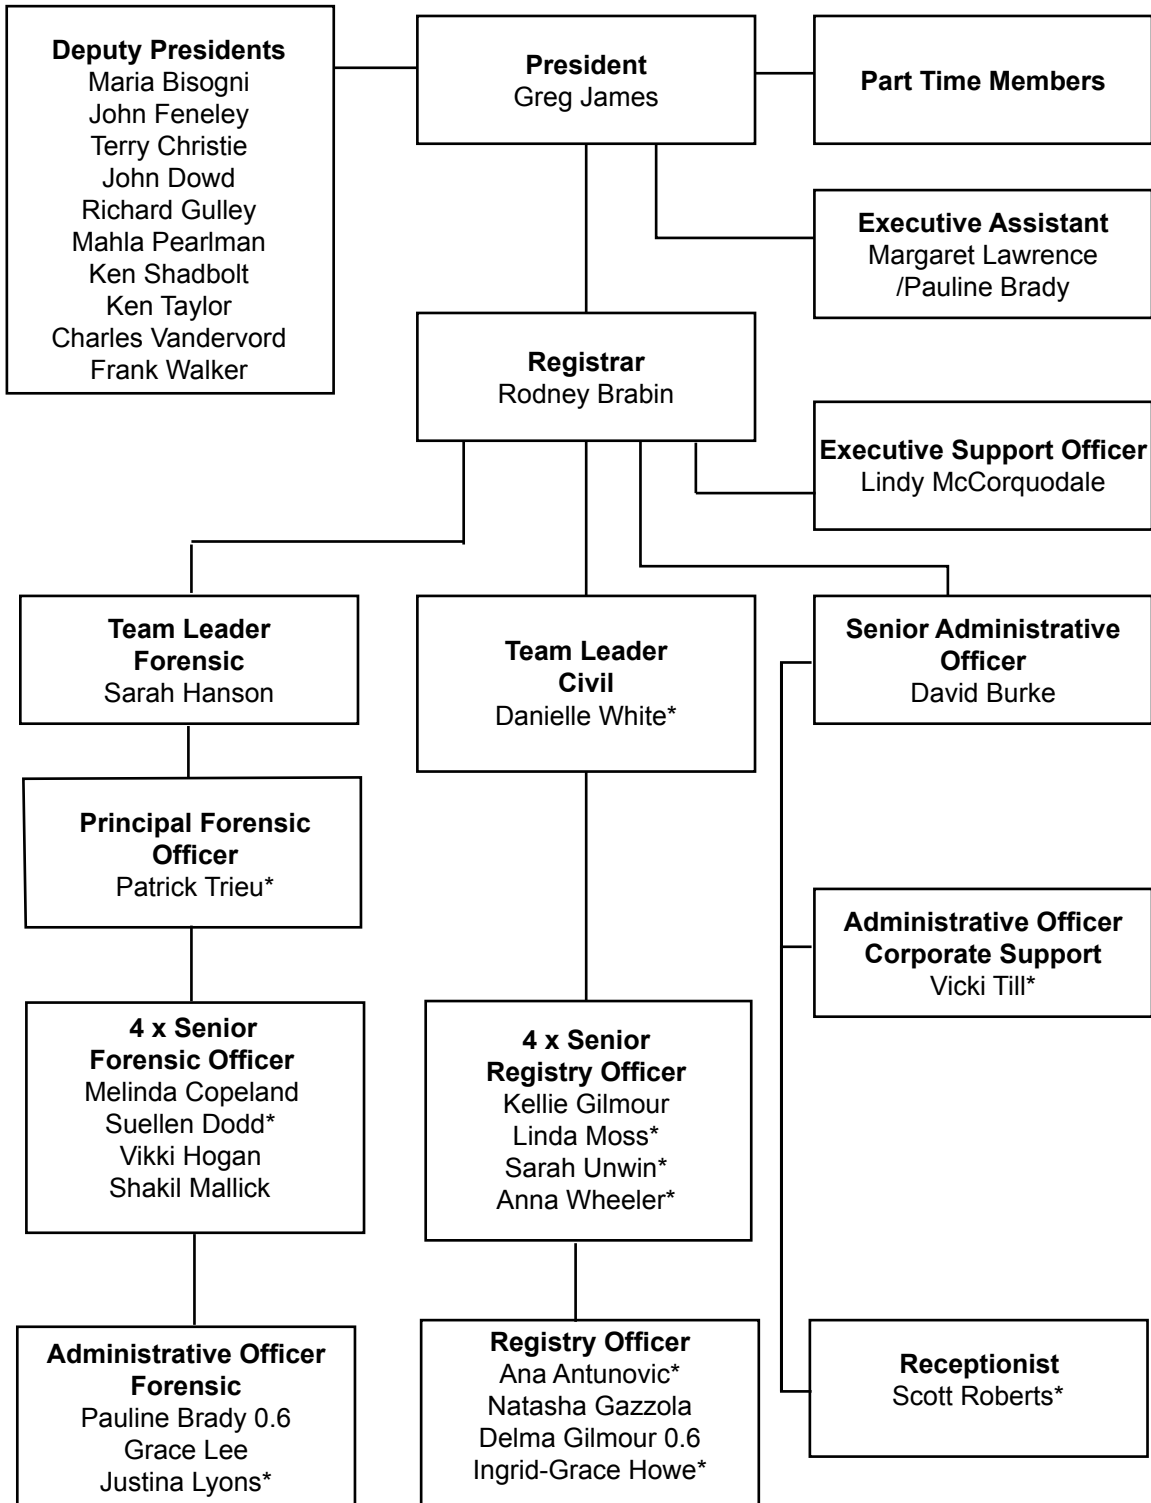 Deputy Presidents
Maria Bisogni
John Feneley
Terry Christie
John Dowd
Richard Gulley
Mahla Pearlman
Ken Shadbolt
Ken Taylor
Charles Vandervord
Frank Walker
President
Greg James
Part Time Members
Executive Assistant
Margaret Lawrence
/Pauline Brady
Registrar
Rodney Brabin
Executive Support Officer
Lindy McCorquodale
Team Leader
Forensic
Sarah Hanson
Team Leader
Civil
Danielle White*
Senior Administrative
Officer
David Burke
Principal Forensic
Officer
Patrick Trieu*
Administrative Officer
Corporate Support
Vicki Till*
4 x Senior
Forensic Officer
Melinda Copeland
Suellen Dodd*
Vikki Hogan
Shakil Mallick
4 x Senior
Registry Officer
Kellie Gilmour
Linda Moss*
Sarah Unwin*
Anna Wheeler*
Administrative Officer
Forensic
Pauline Brady 0.6
Grace Lee
Justina Lyons*
Registry Officer
Ana Antunovic*
Natasha Gazzola
Delma Gilmour 0.6
Ingrid-Grace Howe*
Receptionist
Scott Roberts*